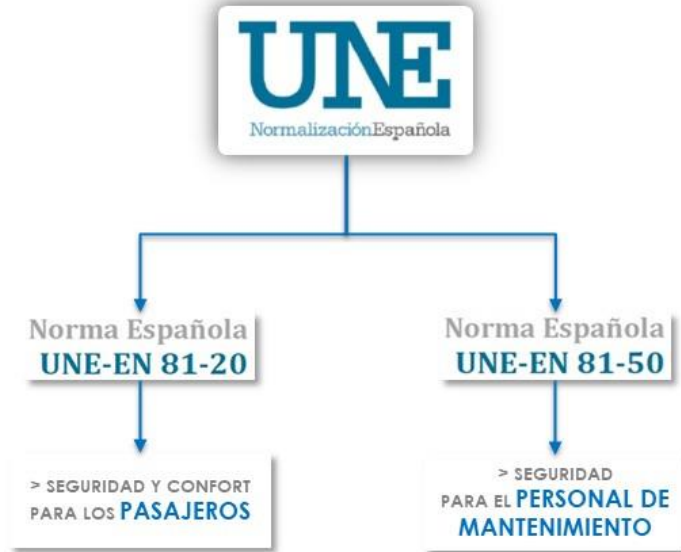 UNE
NormalizaciónEspañola
Norma Española
UNE-EN 81-20
Norma Española
UNE-EN 81-50
> SEGURIDAD Y CONFORT
PARA LOS PASAJEROS
> SEGURIDAD
PARA EL PERSONAL DE
MANTENIMIENTO